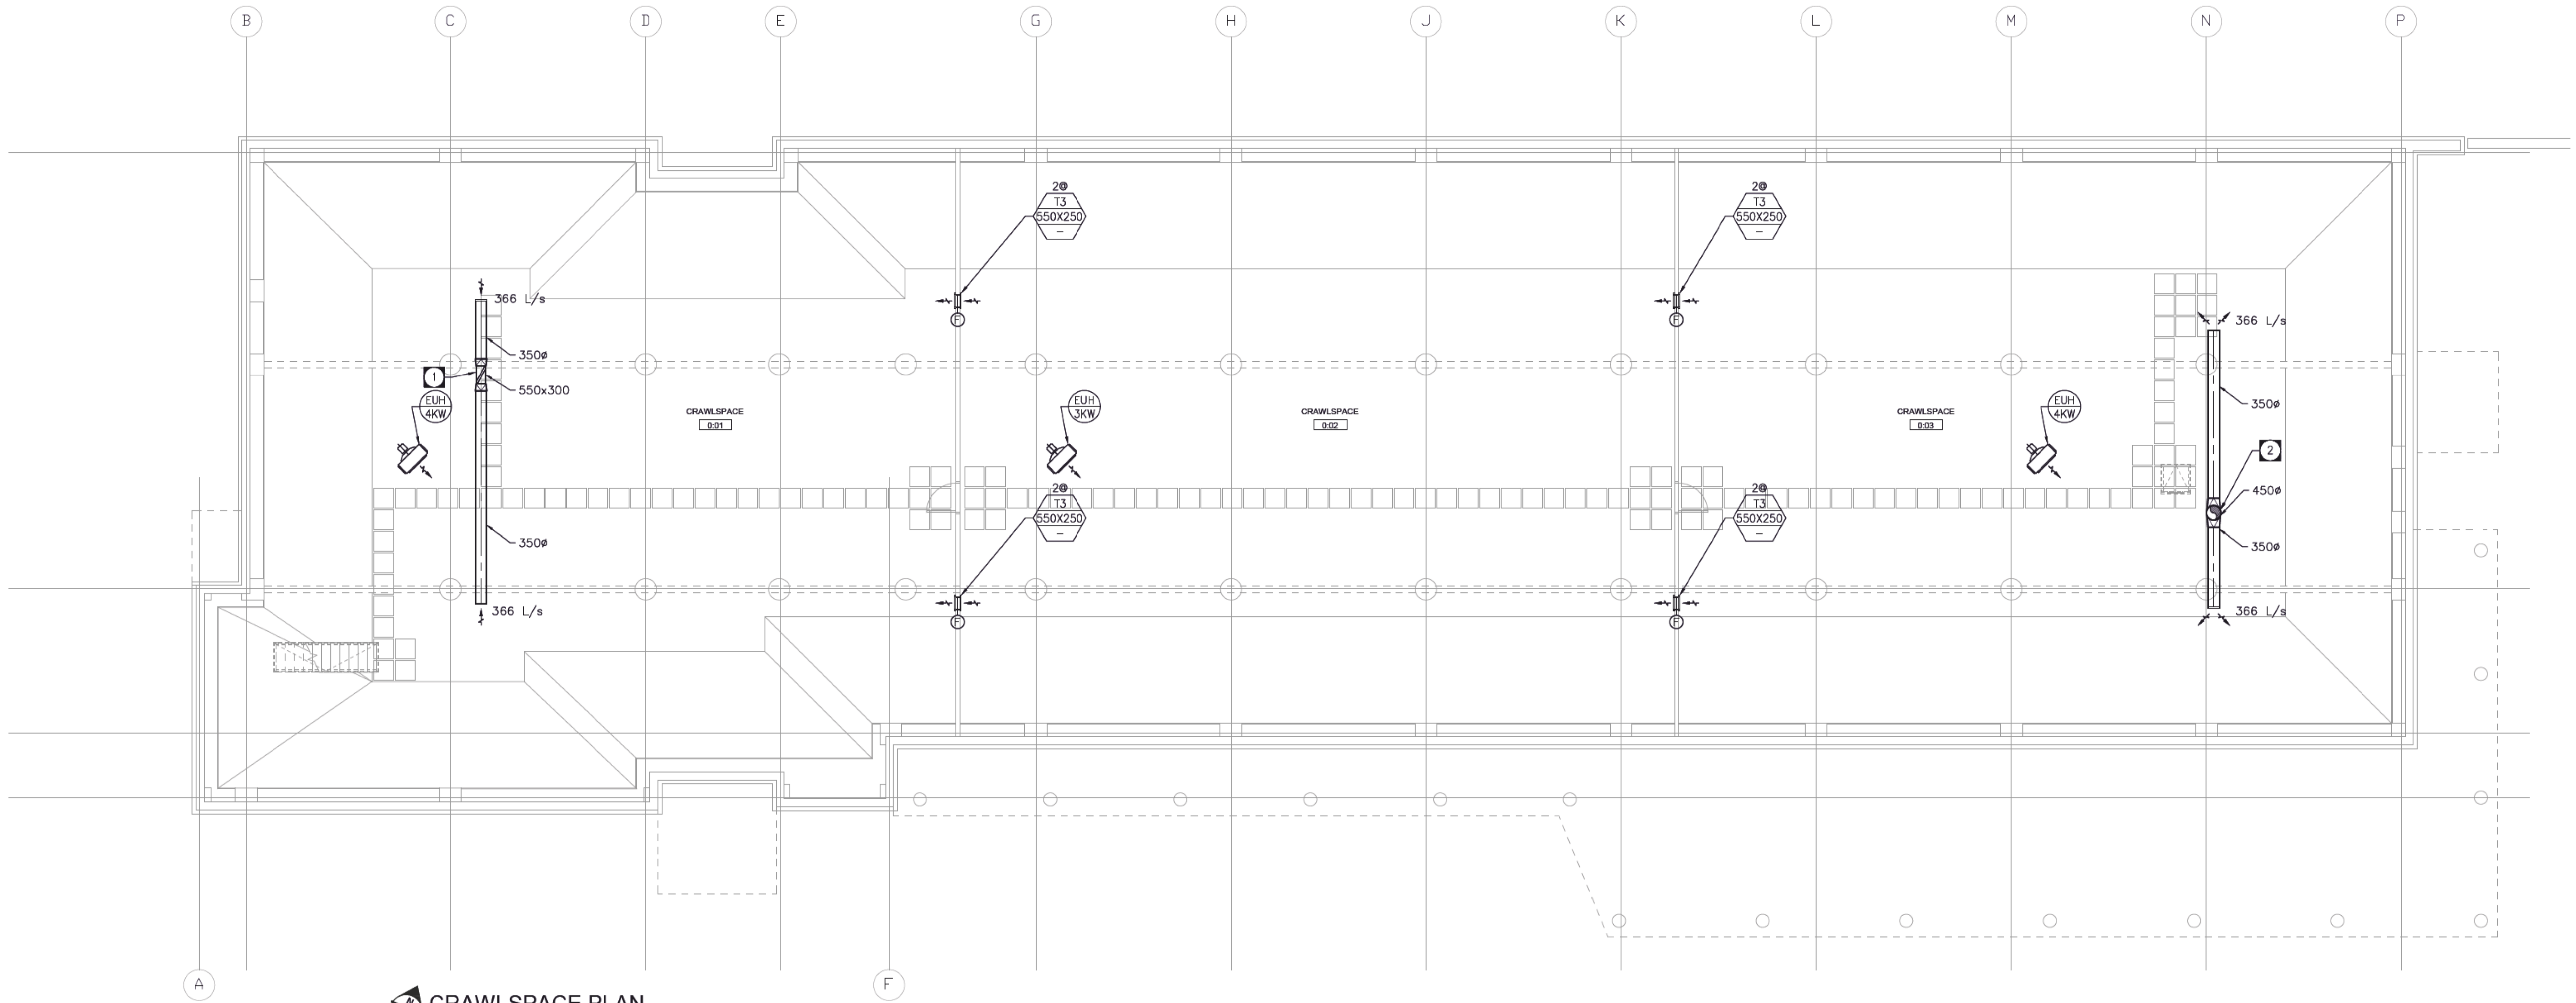 B
C
D
E
G
H
J
K
L
M
N
P
2@
T3
550X250
–
2@
T3
550X250
–
366 L/s
F
F
366 L/s
350ø
1
550x300
EUH
4KW
EUH
3KW
EUH
4KW
350ø
CRAWLSPACE
0:01
CRAWLSPACE
0:02
CRAWLSPACE
0:03
2
450ø
2@
T3
550X250
–
2@
T3
550X250
–
350ø
350ø
366 L/s
366 L/s
F
F
A
F
N
CRAWLSPACE PLAN